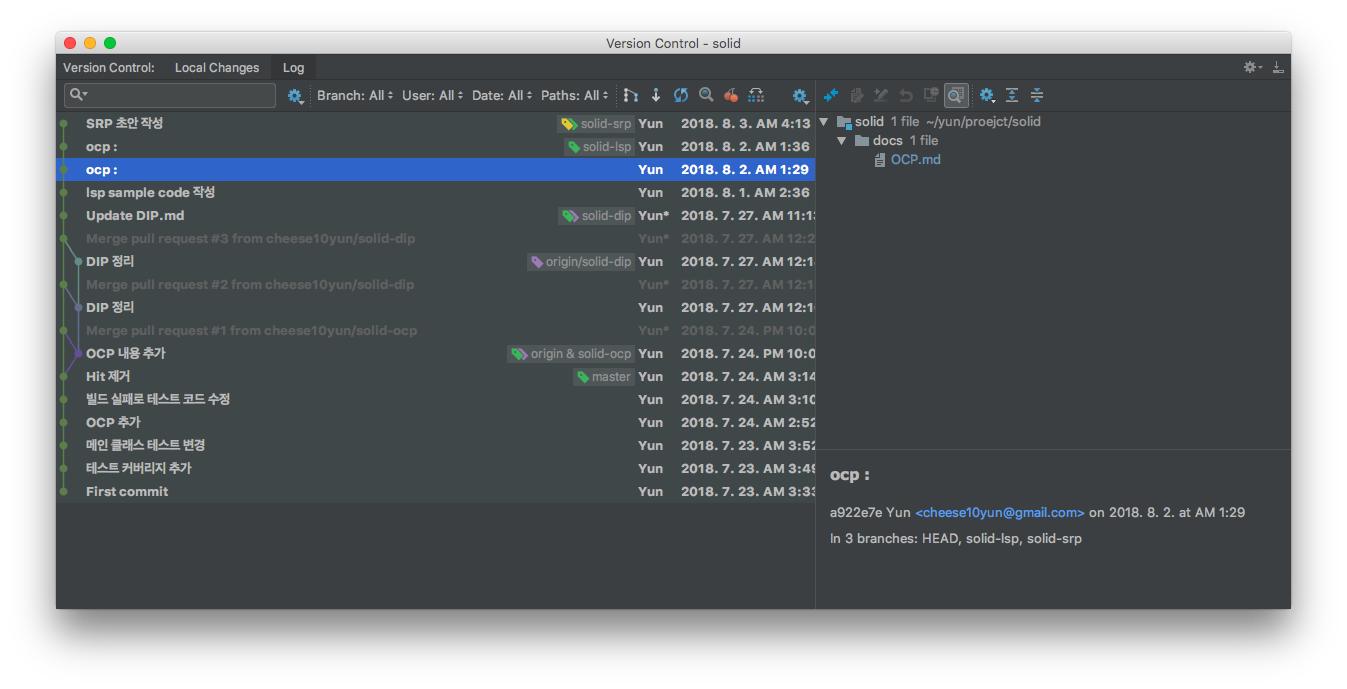 Version Control - solid
Version Control: Local Changes Log
Branch: All User: All Date: All Paths: All
SRP 초안 작성 solid-srp Yun 2018. 8. 3. AM 4:13
ocp : solid-lsp Yun 2018. 8. 2. AM 1:36
ocp : Yun 2018. 8. 2. AM 1:29
lsp sample code 작성 Yun 2018. 8. 1. AM 2:36
Update DIP.md solid-dip Yun* 2018. 7. 27. AM 11:1
Merge pull request #3 from cheese10yun/solid-dip Yun* 2018. 7. 27. AM 12:2
DIP 정리 origin/solid-dip Yun 2018. 7. 27. AM 12:1
Merge pull request #2 from cheese10yun/solid-dip Yun* 2018. 7. 27. AM 12:1
DIP 정리 Yun 2018. 7. 27. AM 12:1
Merge pull request #1 from cheese10yun/solid-ocp Yun* 2018. 7. 24. PM 10:0
OCP 내용 추가 origin & solid-ocp Yun 2018. 7. 24. PM 10:0
Hit 제거 master Yun 2018. 7. 24. AM 3:14
빌드 실패로 테스트 코드 수정 Yun 2018. 7. 24. AM 3:10
OCP 추가 Yun 2018. 7. 24. AM 2:52
메인 클래스 테스트 변경 Yun 2018. 7. 23. AM 3:52
테스트 커버리지 추가 Yun 2018. 7. 23. AM 3:49
First commit Yun 2018. 7. 23. AM 3:33
solid 1 file ~/yun/proejct/solid
docs 1 file
OCP.md
ocp :
a922e7e Yun <cheese10yun@gmail.com> on 2018. 8. 2. at AM 1:29
In 3 branches: HEAD, solid-lsp, solid-srp